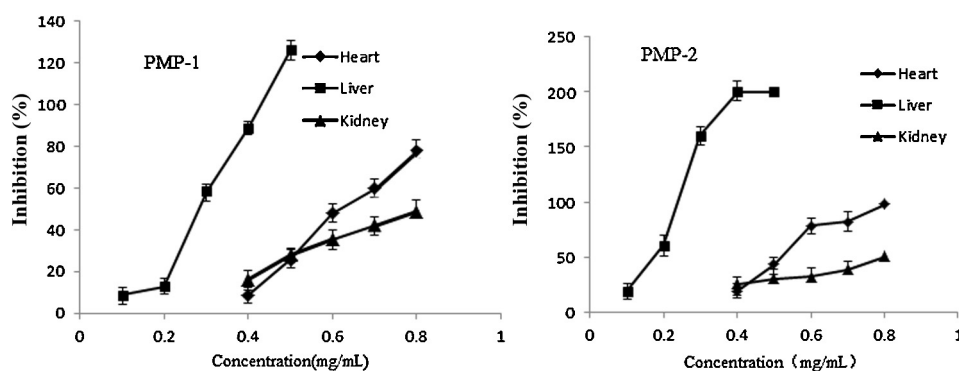 PMP-1
Inhibition (%)
140
120
100
80
60
40
20
0
Heart
Liver
Kidney
0
0.2
0.4
0.6
0.8
1
Concentration(mg/mL)
PMP-2
Inhibition (%)
250
200
150
100
50
0
Heart
Liver
Kidney
0
0.2
0.4
0.6
0.8
1
Concentration（mg/mL）